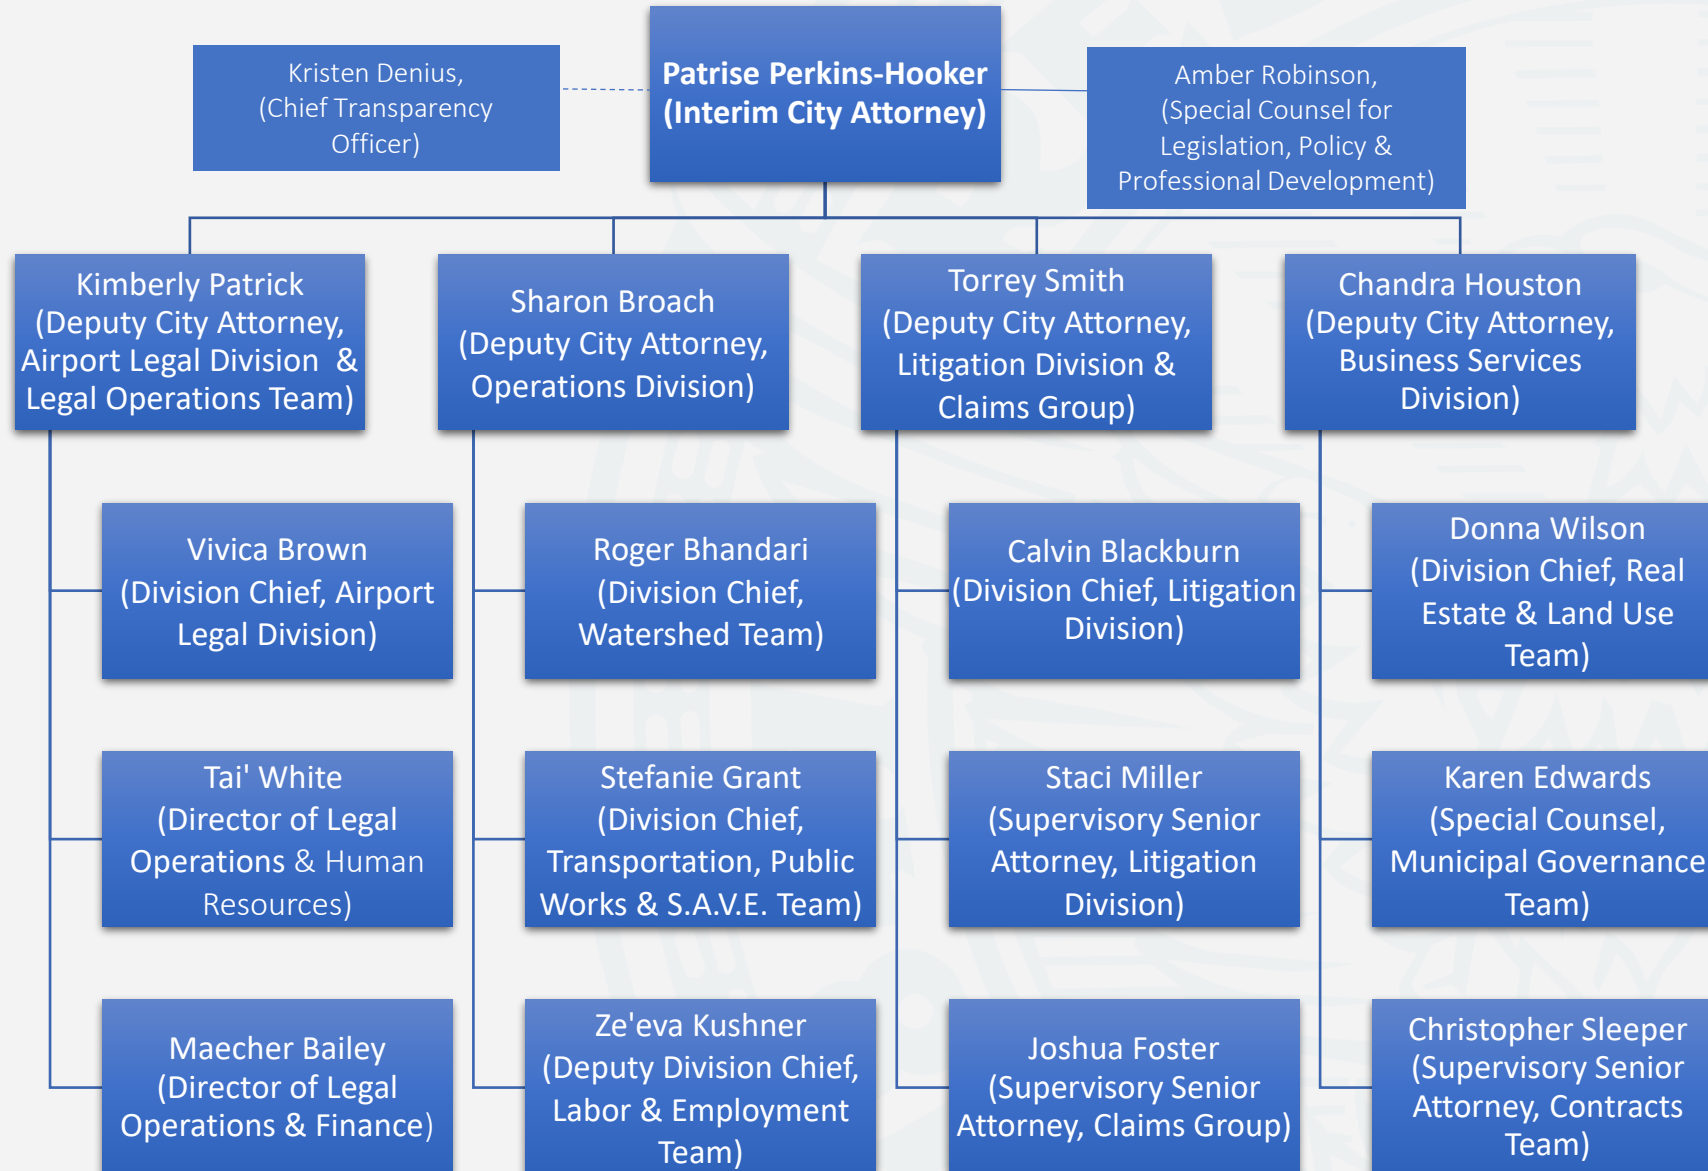 Patrise Perkins-Hooker
(Interim City Attorney)
Kristen Denius,
(Chief Transparency
Officer)
Amber Robinson,
(Special Counsel for
Legislation, Policy &
Professional Development)
Kimberly Patrick
(Deputy City Attorney,
Airport Legal Division &
Legal Operations Team)
Sharon Broach
(Deputy City Attorney,
Operations Division)
Torrey Smith
(Deputy City Attorney,
Litigation Division &
Claims Group)
Chandra Houston
(Deputy City Attorney,
Business Services
Division)
Vivica Brown
(Division Chief, Airport
Legal Division)
Roger Bhandari
(Division Chief,
Watershed Team)
Calvin Blackburn
(Division Chief, Litigation
Division)
Donna Wilson
(Division Chief, Real
Estate & Land Use
Team)
Tai' White
(Director of Legal
Operations & Human
Resources)
Stefanie Grant
(Division Chief,
Transportation, Public
Works & S.A.V.E. Team)
Staci Miller
(Supervisory Senior
Attorney, Litigation
Division)
Karen Edwards
(Special Counsel,
Municipal Governance
Team)
Maecher Bailey
(Director of Legal
Operations & Finance)
Ze'eva Kushner
(Deputy Division Chief,
Labor & Employment
Team)
Joshua Foster
(Supervisory Senior
Attorney, Claims Group)
Christopher Sleeper
(Supervisory Senior
Attorney, Contracts
Team)